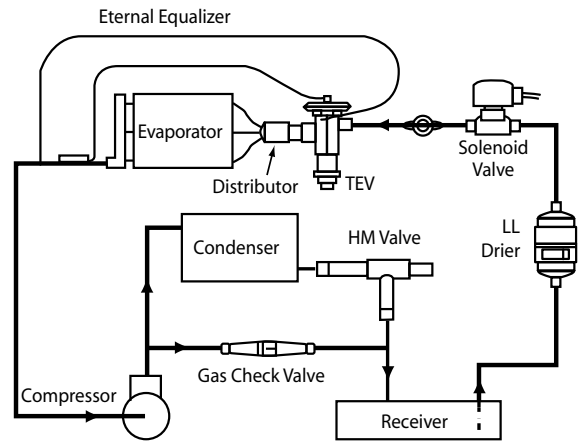 Eternal Equalizer
Evaporator
Distributor
TEV
Solenoid
Valve
LL
Drier
Condenser
HM Valve
Gas Check Valve
Compressor
Receiver